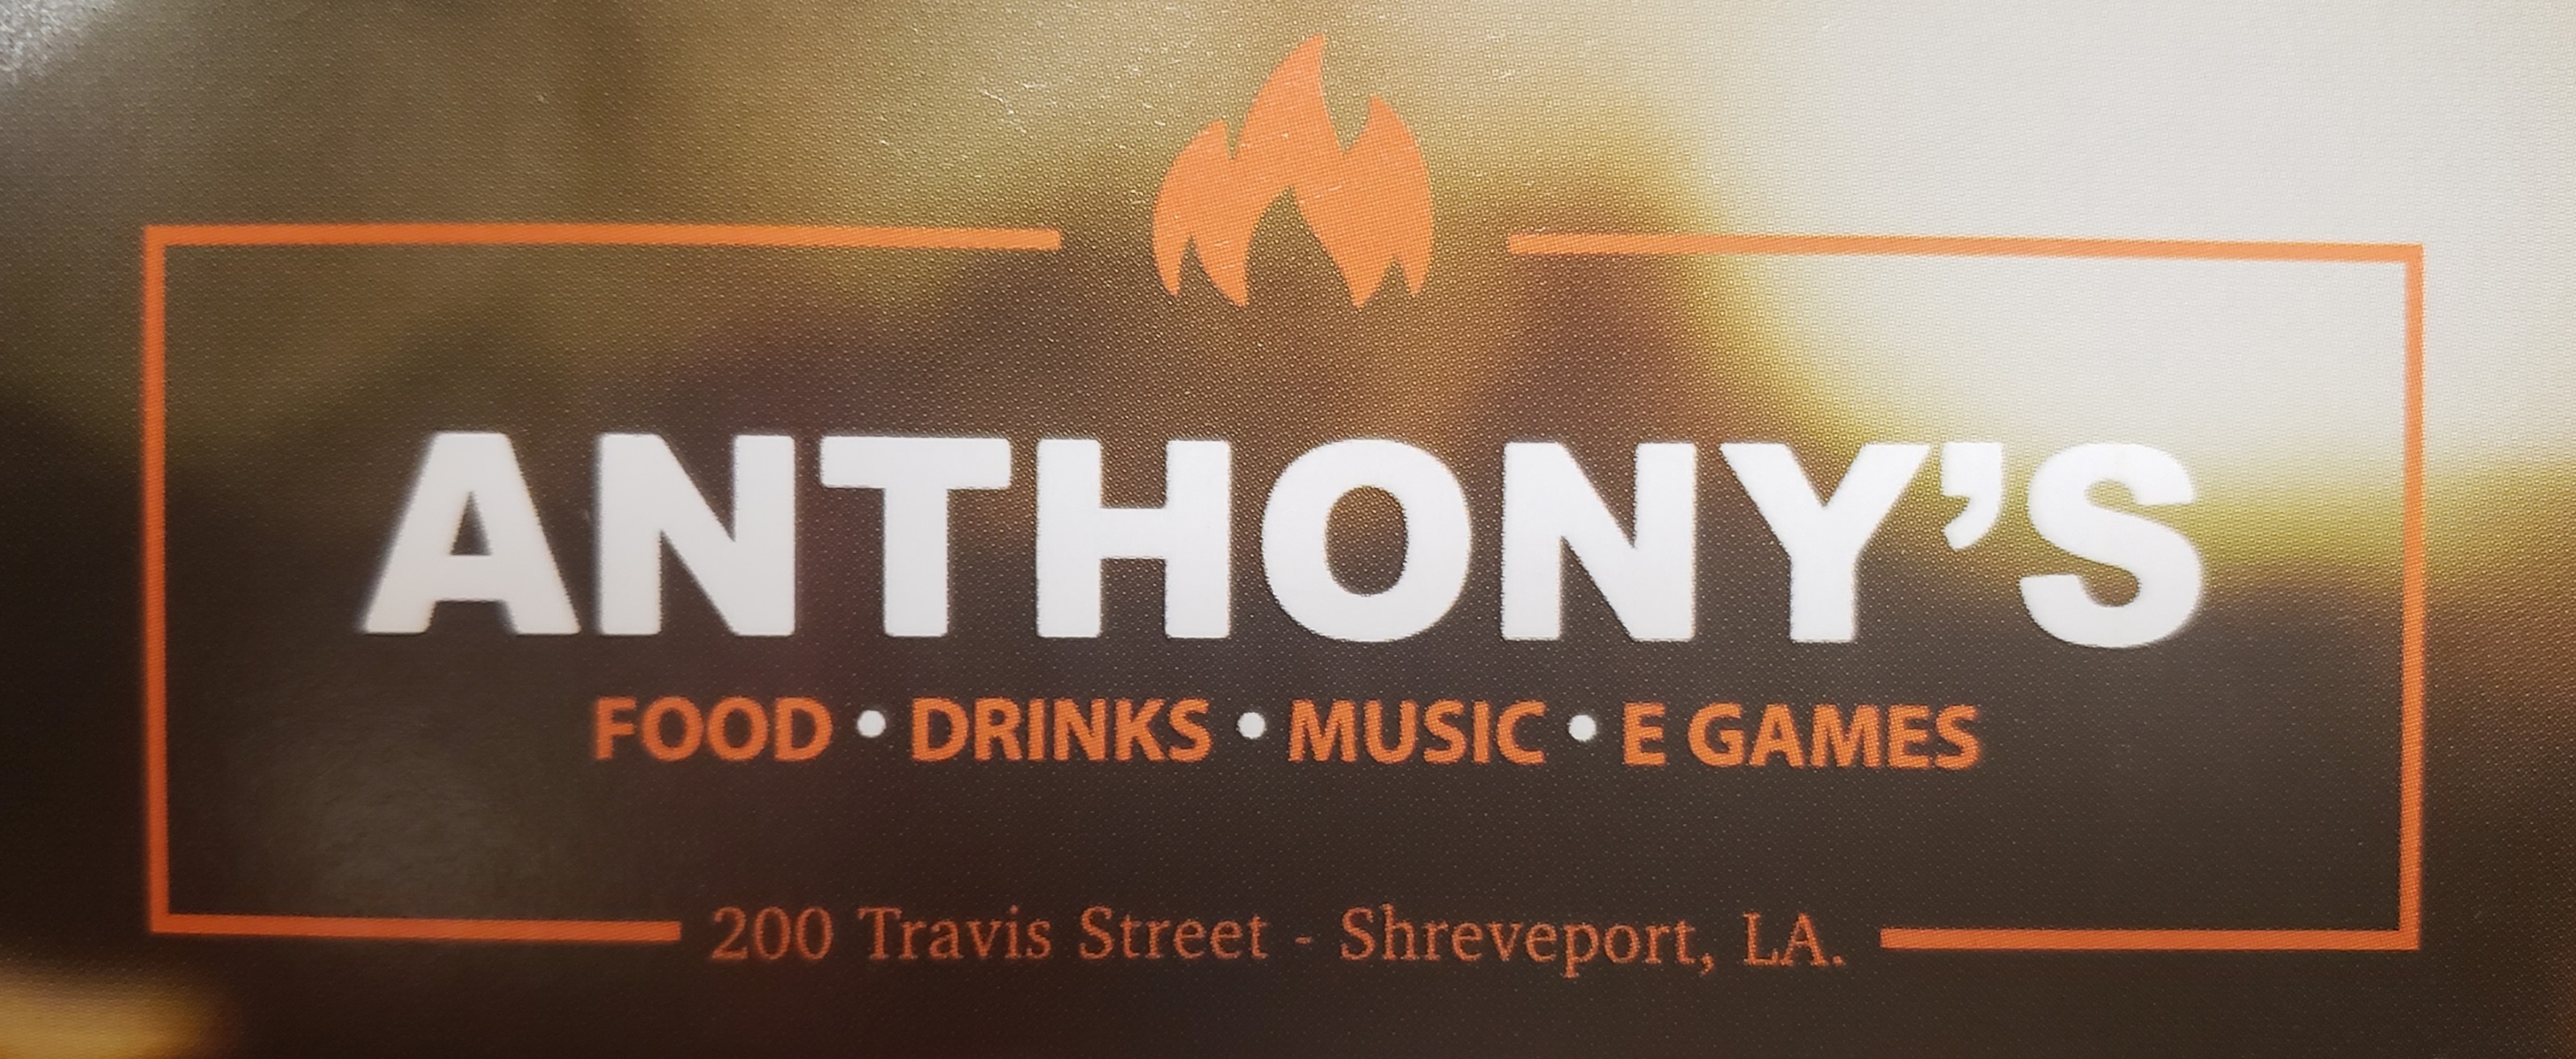 ANTHONY’S
FOOD • DRINKS • MUSIC • E GAMES
200 Travis Street - Shreveport, LA.